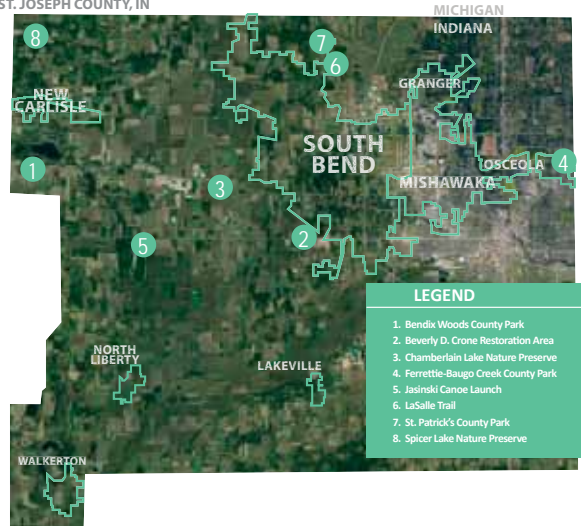 ST. JOSEPH COUNTY, IN
MICHIGAN
INDIANA
8
7
6
GRANGER
NEW
CARLISLE
SOUTH
BEND
1
OSCEOLA
4
3
MISHAWAKA
2
5
LEGEND
1. Bendix Woods County Park
2. Beverly D. Crone Restoration Area
3. Chamberlain Lake Nature Preserve
4. Ferrettie-Baugo Creek County Park
5. Jasinski Canoe Launch
6. LaSalle Trail
7. St. Patrick's County Park
8. Spicer Lake Nature Preserve
NORTH
LIBERTY
LAKEVILLE
WALKERTON